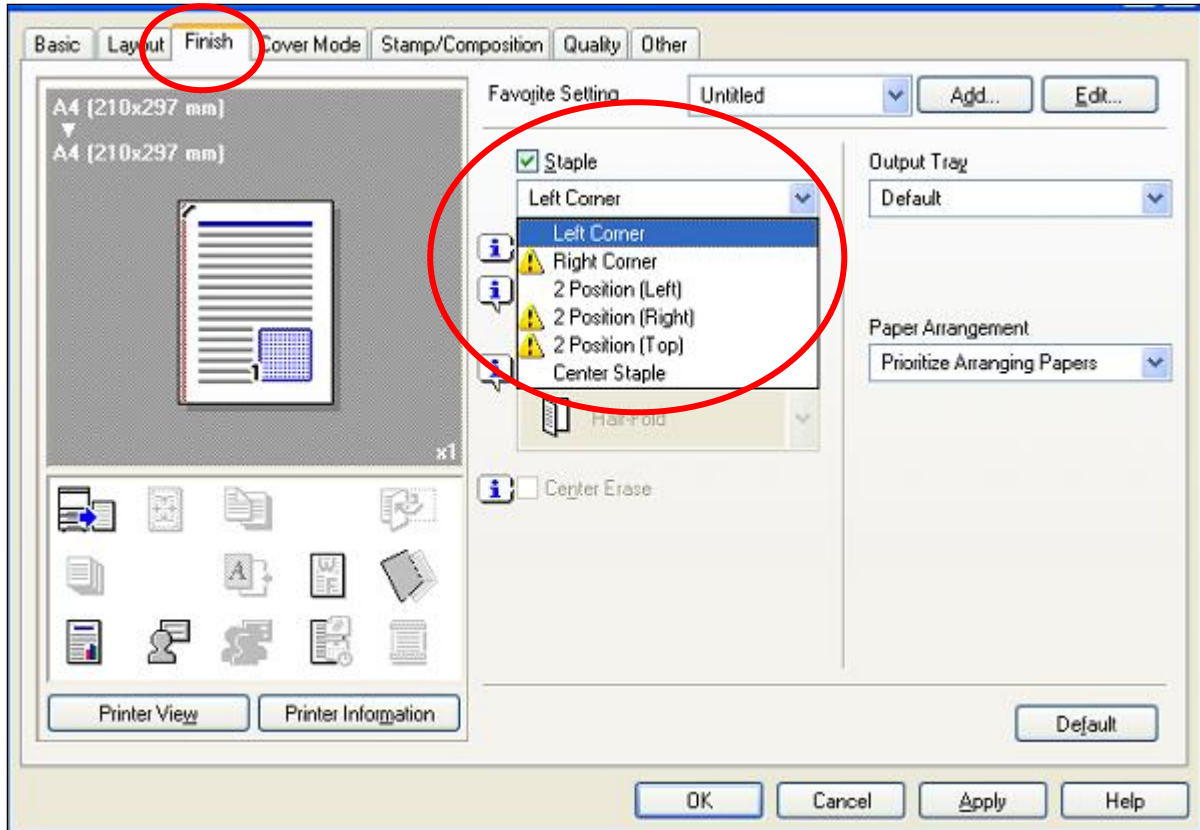 Basic Layout Finish Cover Mode Stamp/Composition Quality Other
A4 (210x297 mm)
A4 (210x297 mm)
1
x1
Printer View Printer Information
Favorite Setting Untitled Add... Edit...
Staple
Left Corner
Left Corner
Right Corner
2 Position (Left)
2 Position (Right)
2 Position (Top)
Center Staple
Half-Fold
Center Erase
Output Tray
Default
Paper Arrangement
Prioritize Arranging Papers
Default
OK Cancel Apply Help